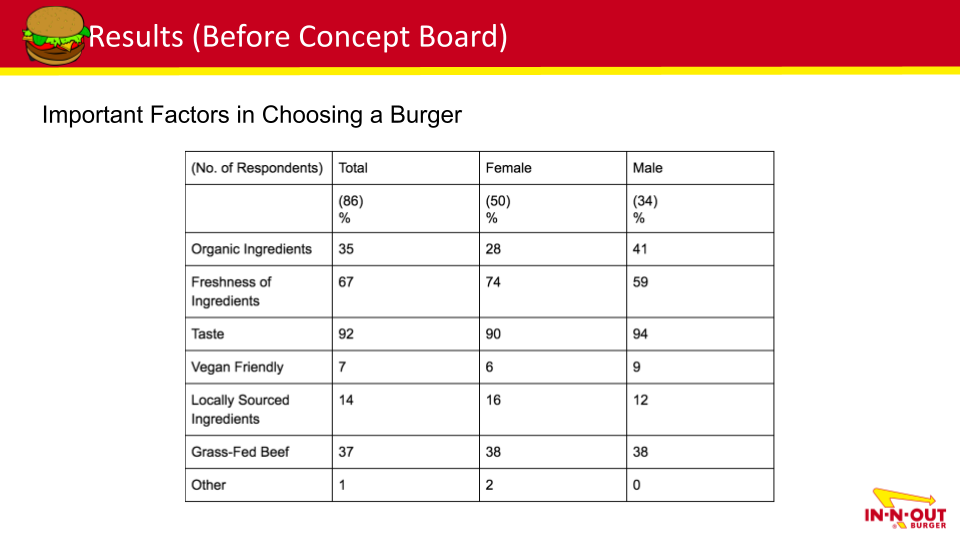 Results (Before Concept Board)
Important Factors in Choosing a Burger
(No. of Respondents) Total Female Male
(86) (50) (34)
% % %
Organic Ingredients 35 28 41
Freshness of 67 74 59
Ingredients
Taste 92 90 94
Vegan Friendly 7 6 9
Locally Sourced 14 16 12
Ingredients
Grass-Fed Beef 37 38 38
Other 1 2 0
IN-N-OUT
® BURGER